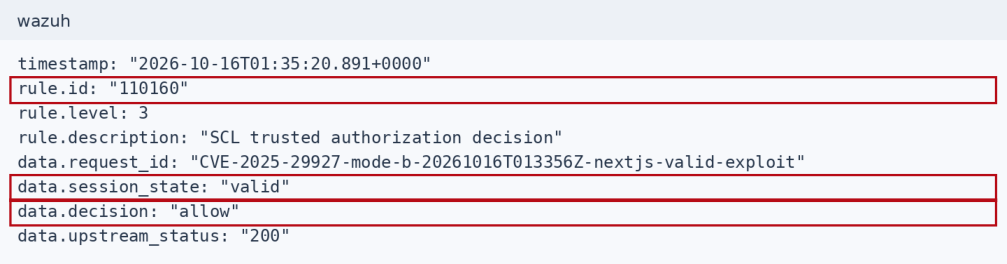 wazuh
timestamp: "2026-10-16T01:35:20.891+0000"
rule.id: "110160"
rule.level: 3
rule.description: "SCL trusted authorization decision"
data.request_id: "CVE-2025-29927-mode-b-20261016T013356Z-nextjs-valid-exploit"
data.session_state: "valid"
data.decision: "allow"
data.upstream_status: "200"